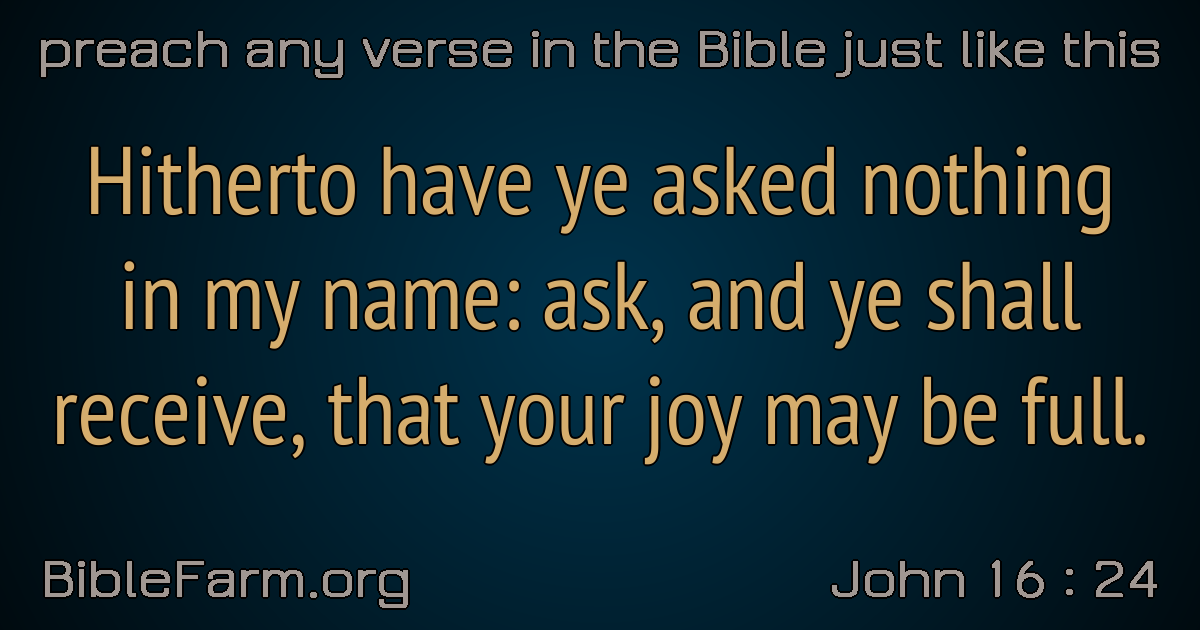 preach any verse in the Bible just like this
Hitherto have ye asked nothing
in my name: ask, and ye shall
receive, that your joy may be full.
BibleFarm.org
John 16 : 24